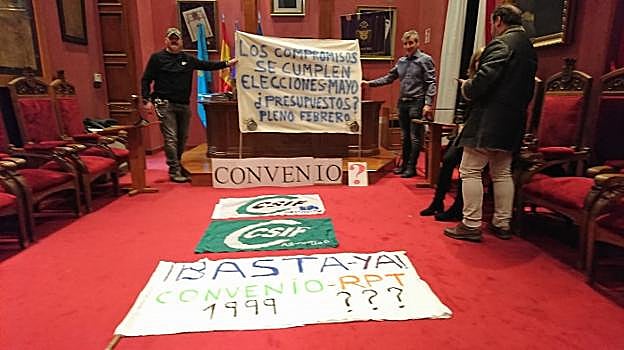 LOS COMPROMISOS
SE CUMPLEN
ELECCIONES MAYO
¿PRESUPUESTOS?
PLENO FEBRERO
CONVENIO ?
CSIF
CSIF
¡BASTA-YA!
CONVENIO-RPT
1999 ???